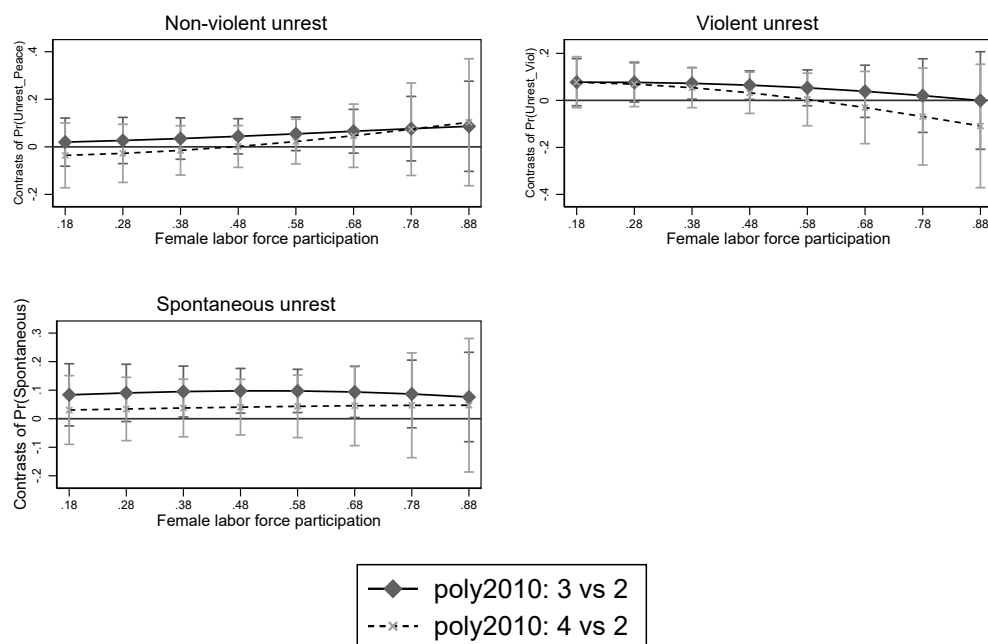 Non-violent unrest
Contrasts of Pr(Unrest_Peace)
.4
.2
0
-.2
.18 .28 .38 .48 .58 .68 .78 .88
Female labor force participation
Violent unrest
Contrasts of Pr(Unrest_Viol)
.2
0
-.2
-.4
.18 .28 .38 .48 .58 .68 .78 .88
Female labor force participation
Spontaneous unrest
Contrasts of Pr(Spontaneous)
.3
.2
.1
0
-.1
-.2
.18 .28 .38 .48 .58 .68 .78 .88
Female labor force participation
poly2010: 3 vs 2
poly2010: 4 vs 2